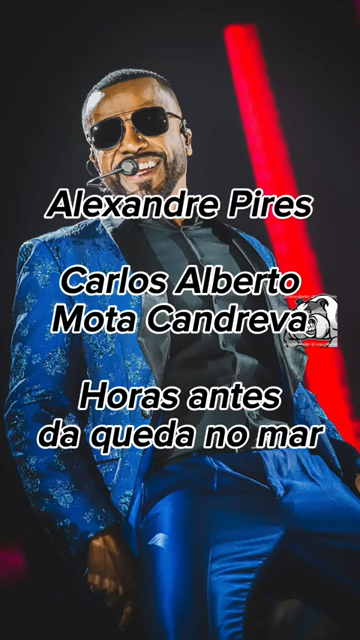 Alexandre Pires
Carlos Alberto
Mota Candreva
Horas antes
da queda no mar